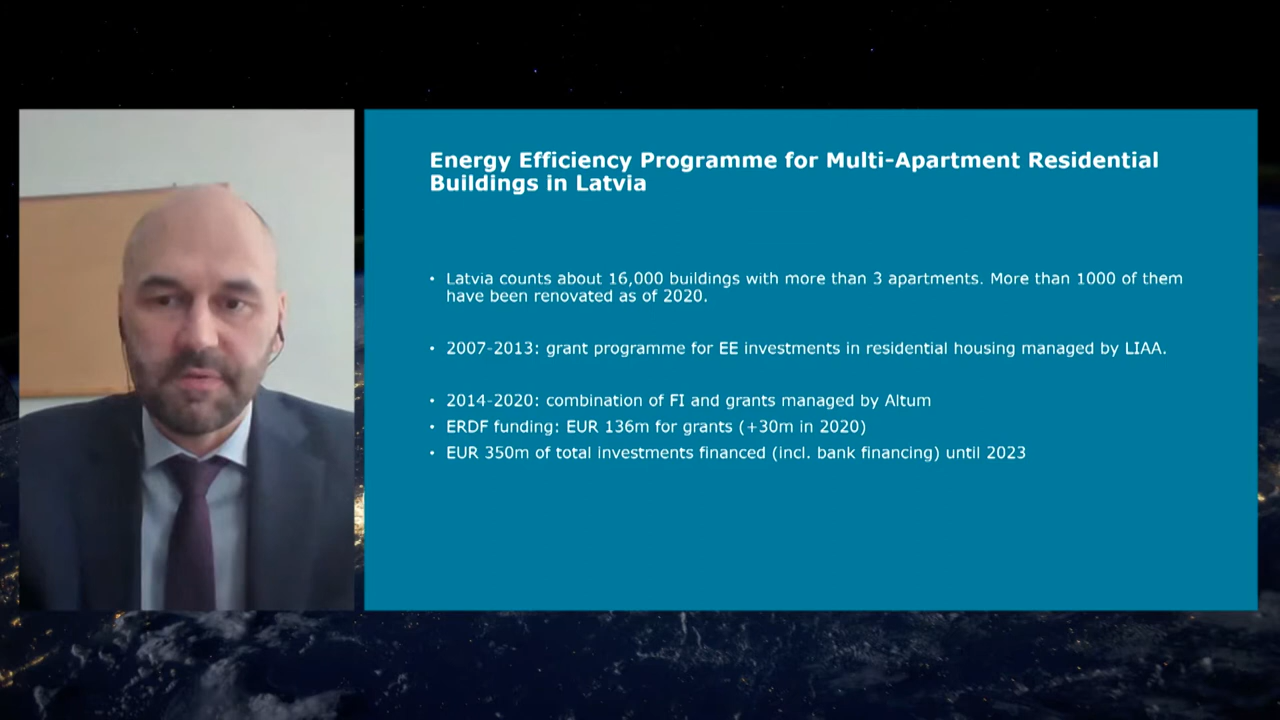 Energy Efficiency Programme for Multi-Apartment Residential
Buildings in Latvia
• Latvia counts about 16,000 buildings with more than 3 apartments. More than 1000 of them
have been renovated as of 2020.
• 2007-2013: grant programme for EE investments in residential housing managed by LIAA.
• 2014-2020: combination of FI and grants managed by Altum
• ERDF funding: EUR 136m for grants (+30m in 2020)
• EUR 350m of total investments financed (incl. bank financing) until 2023